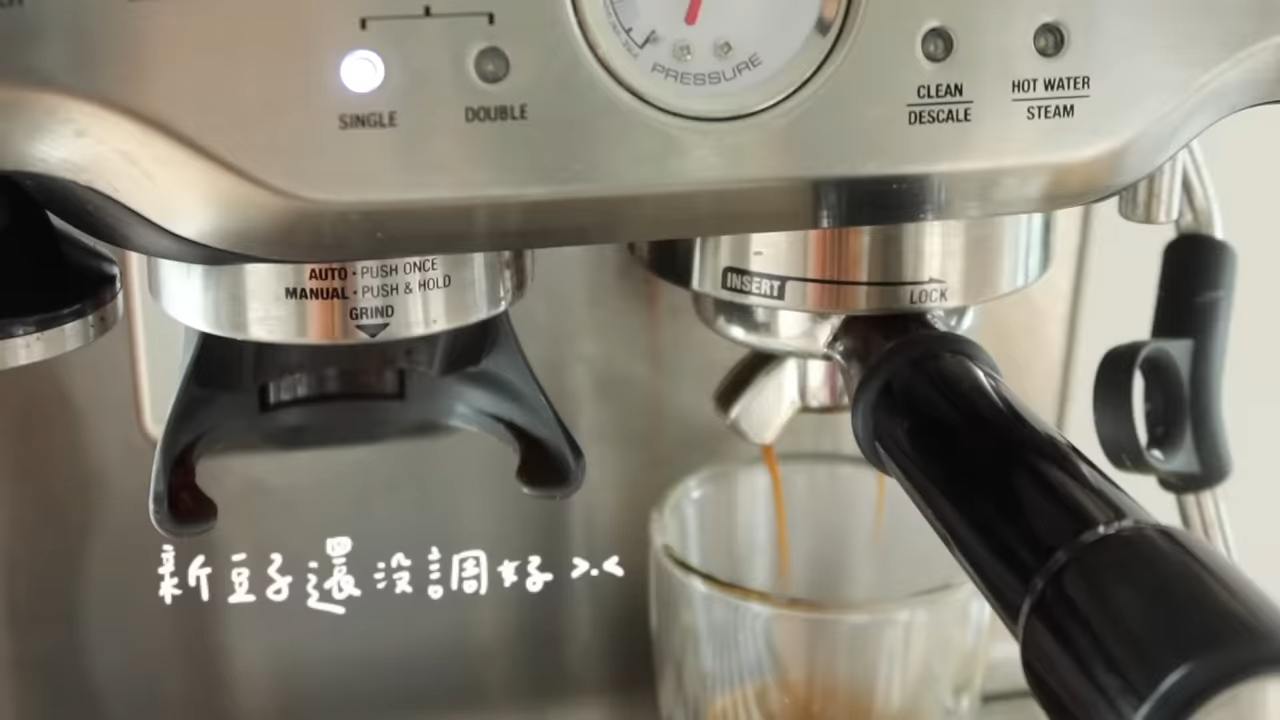 SINGLE
DOUBLE
PRESSURE
CLEAN
DESCALE
HOT WATER
STEAM
AUTO • PUSH ONCE
MANUAL • PUSH & HOLD
GRIND
INSERT
LOCK
新豆子還沒調好 >.<